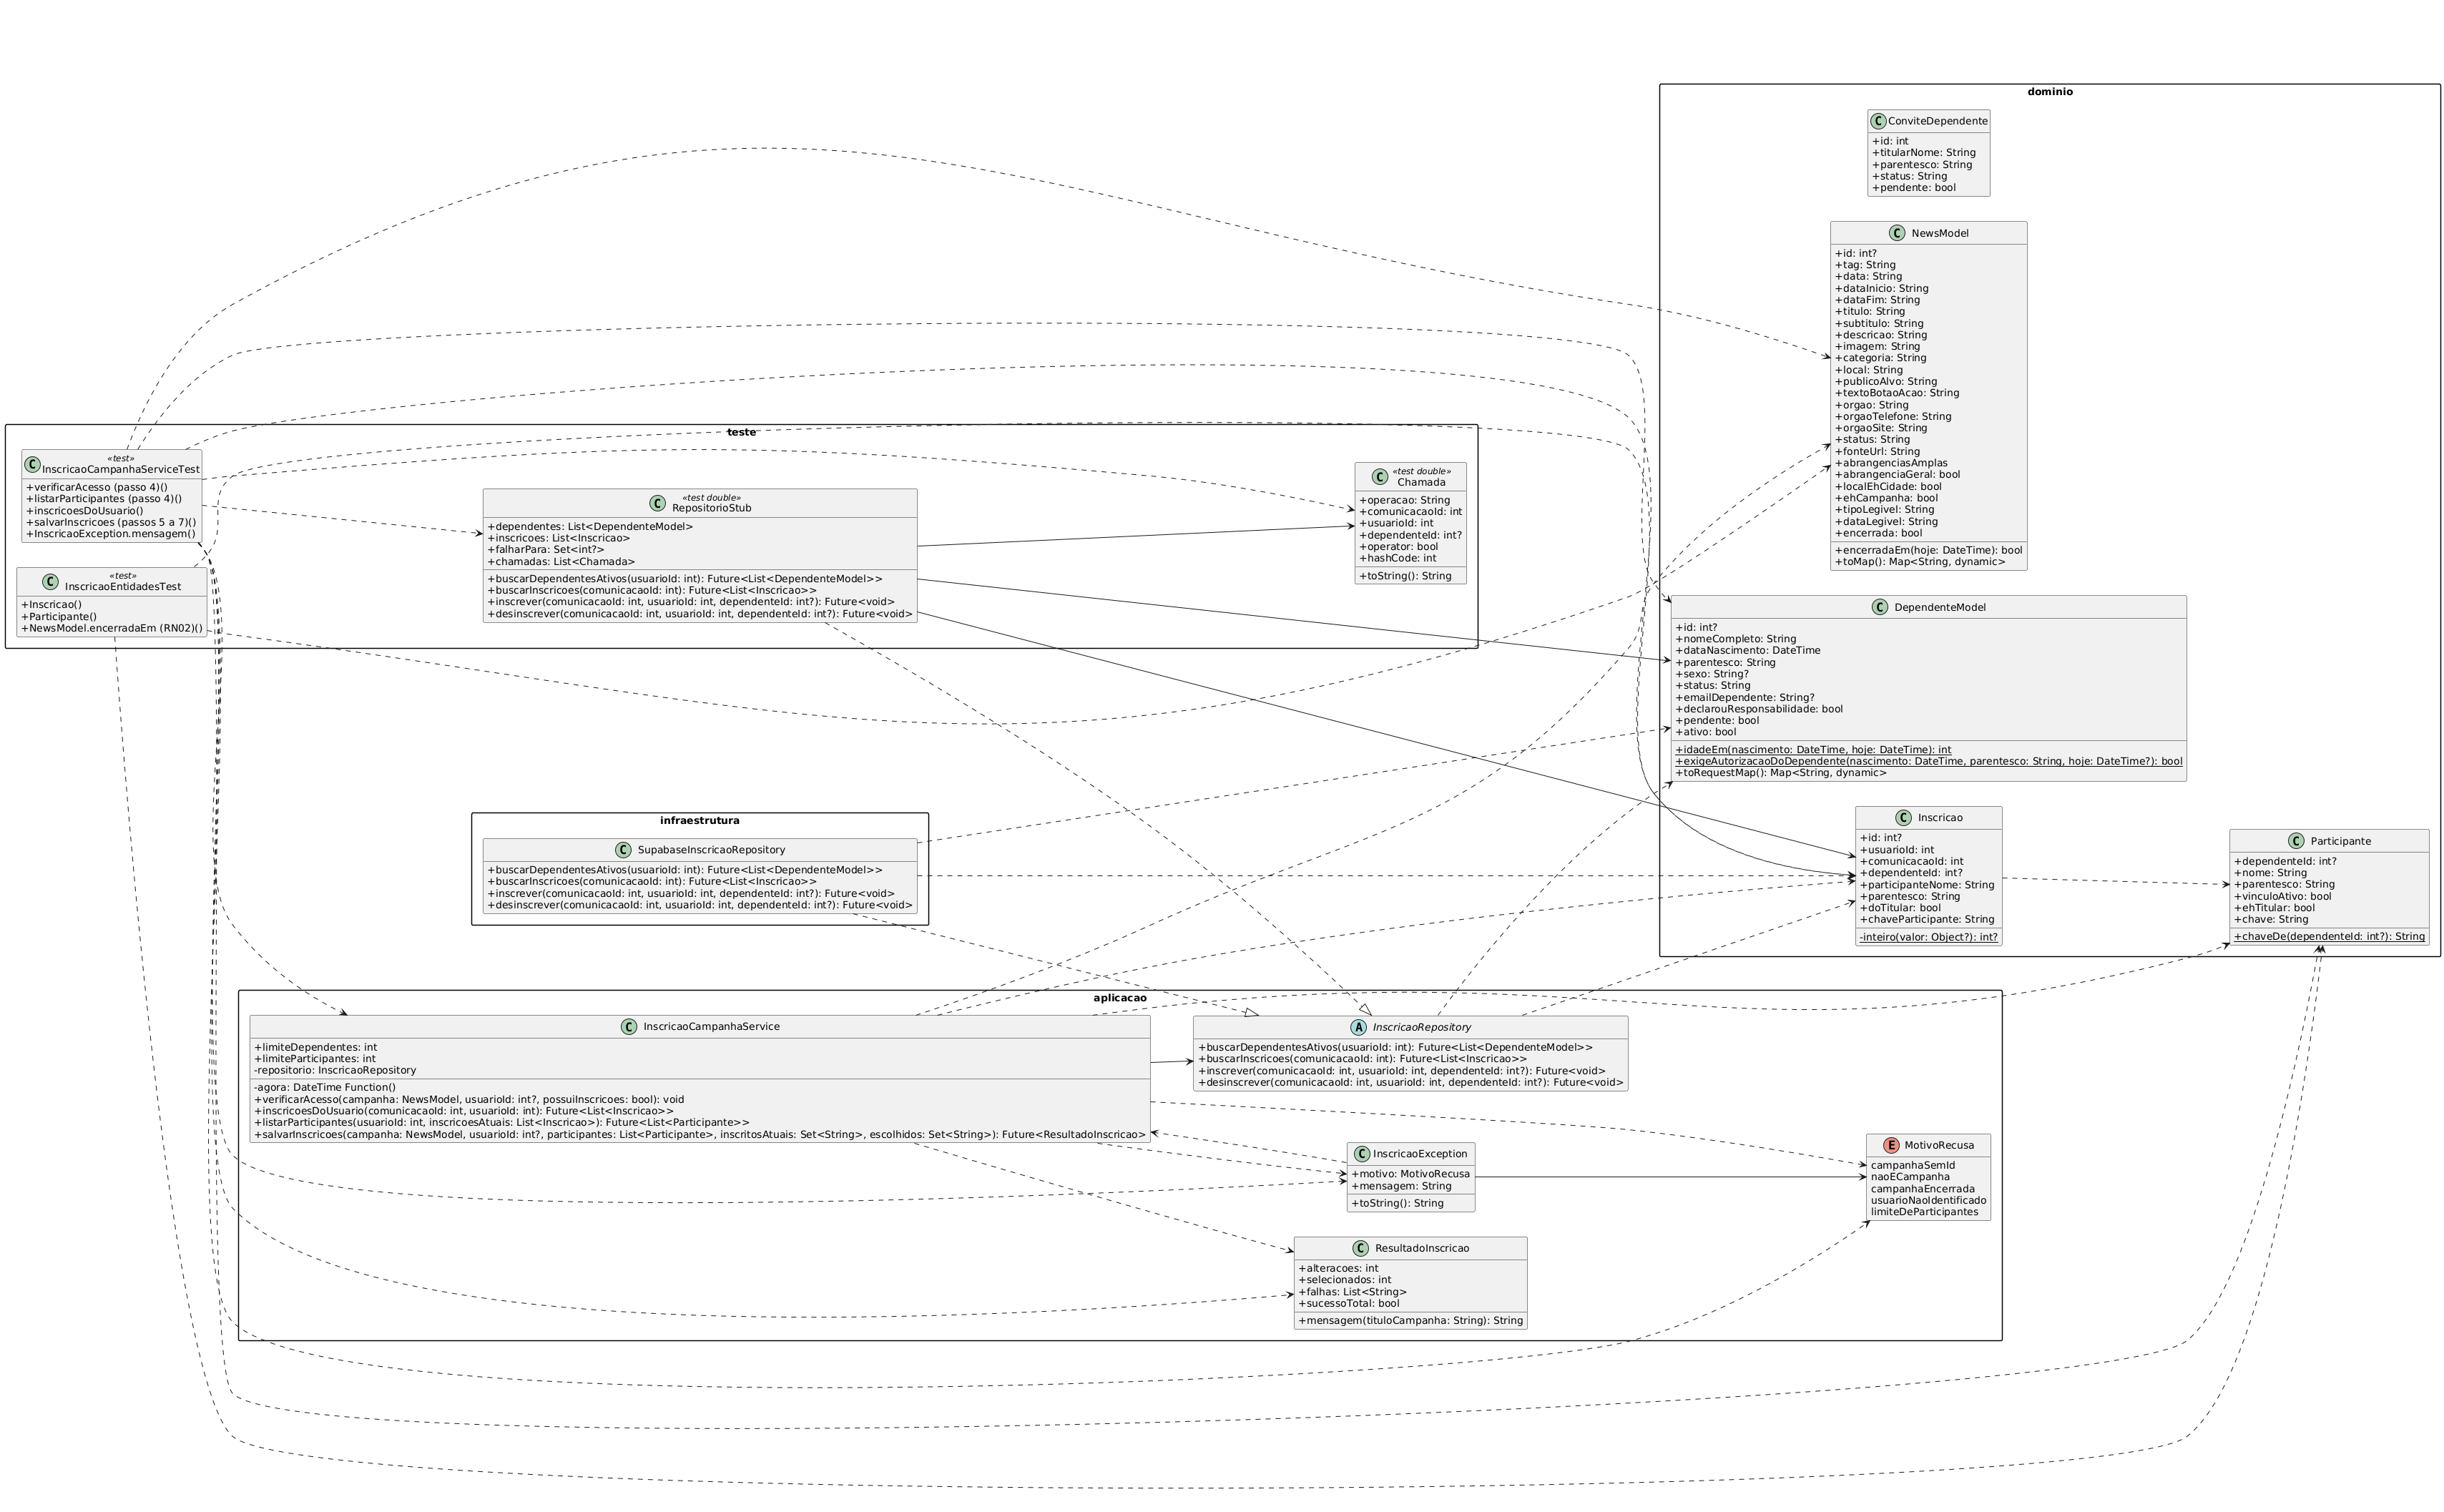 dominio
C ConviteDependente
+id: int
+titularNome: String
+parentesco: String
+status: String
+pendente: bool
C NewsModel
+id: int?
+tag: String
+data: String
+dataInicio: String
+dataFim: String
+titulo: String
+subtitulo: String
+descricao: String
+imagem: String
+categoria: String
+local: String
+publicoAlvo: String
+textoBotaoAcao: String
+orgao: String
+orgaoTelefone: String
+orgaoSite: String
+status: String
+fonteUrl: String
+abrangenciasAmplas
+abrangenciaGeral: bool
+localEhCidade: bool
+ehCampanha: bool
+tipoLegivel: String
+dataLegivel: String
+encerrada: bool
+encerradaEm(hoje: DateTime): bool
+toMap(): Map<String, dynamic>
teste
C «test»
InscricaoCampanhaServiceTest
+verificarAcesso (passo 4)()
+listarParticipantes (passo 4)()
+inscricoesDoUsuario()
+salvarInscricoes (passos 5 a 7)()
+InscricaoException.mensagem()
C «test»
InscricaoEntidadesTest
+Inscricao()
+Participante()
+NewsModel.encerradaEm (RN02)()
C «test double»
RepositorioStub
+dependentes: List<DependenteModel>
+inscricoes: List<Inscricao>
+falharPara: Set<int?>
+chamadas: List<Chamada>
+buscarDependentesAtivos(usuarioId: int): Future<List<DependenteModel>>
+buscarInscricoes(comunicacaoId: int): Future<List<Inscricao>>
+inscrever(comunicacaoId: int, usuarioId: int, dependenteId: int?): Future<void>
+desinscrever(comunicacaoId: int, usuarioId: int, dependenteId: int?): Future<void>
C «test double»
Chamada
+operacao: String
+comunicacaoId: int
+usuarioId: int
+dependenteId: int?
+operator: bool
+hashCode: int
+toString(): String
C DependenteModel
+id: int?
+nomeCompleto: String
+dataNascimento: DateTime
+parentesco: String
+sexo: String?
+status: String
+emailDependente: String?
+declarouResponsabilidade: bool
+pendente: bool
+ativo: bool
+idadeEm(nascimento: DateTime, hoje: DateTime): int
+exigeAutorizacaoDoDependente(nascimento: DateTime, parentesco: String, hoje: DateTime?): bool
+toRequestMap(): Map<String, dynamic>
infraestrutura
C SupabaseInscricaoRepository
+buscarDependentesAtivos(usuarioId: int): Future<List<DependenteModel>>
+buscarInscricoes(comunicacaoId: int): Future<List<Inscricao>>
+inscrever(comunicacaoId: int, usuarioId: int, dependenteId: int?): Future<void>
+desinscrever(comunicacaoId: int, usuarioId: int, dependenteId: int?): Future<void>
C Inscricao
+id: int?
+usuarioId: int
+comunicacaoId: int
+dependenteId: int?
+participanteNome: String
+parentesco: String
+doTitular: bool
+chaveParticipante: String
-inteiro(valor: Object?): int?
C Participante
+dependenteId: int?
+nome: String
+parentesco: String
+vinculoAtivo: bool
+ehTitular: bool
+chave: String
+chaveDe(dependenteId: int?): String
aplicacao
C InscricaoCampanhaService
+limiteDependentes: int
+limiteParticipantes: int
-repositorio: InscricaoRepository
-agora: DateTime Function()
+verificarAcesso(campanha: NewsModel, usuarioId: int?, possuiInscricoes: bool): void
+inscricoesDoUsuario(comunicacaoId: int, usuarioId: int): Future<List<Inscricao>>
+listarParticipantes(usuarioId: int, inscricoesAtuais: List<Inscricao>): Future<List<Participante>>
+salvarInscricoes(campanha: NewsModel, usuarioId: int?, participantes: List<Participante>, inscritosAtuais: Set<String>, escolhidos: Set<String>): Future<ResultadoInscricao>
A InscricaoRepository
+buscarDependentesAtivos(usuarioId: int): Future<List<DependenteModel>>
+buscarInscricoes(comunicacaoId: int): Future<List<Inscricao>>
+inscrever(comunicacaoId: int, usuarioId: int, dependenteId: int?): Future<void>
+desinscrever(comunicacaoId: int, usuarioId: int, dependenteId: int?): Future<void>
C InscricaoException
+motivo: MotivoRecusa
+mensagem: String
+toString(): String
E MotivoRecusa
campanhaSemId
naoECampanha
campanhaEncerrada
usuarioNaoIdentificado
limiteDeParticipantes
C ResultadoInscricao
+alteracoes: int
+selecionados: int
+falhas: List<String>
+sucessoTotal: bool
+mensagem(tituloCampanha: String): String